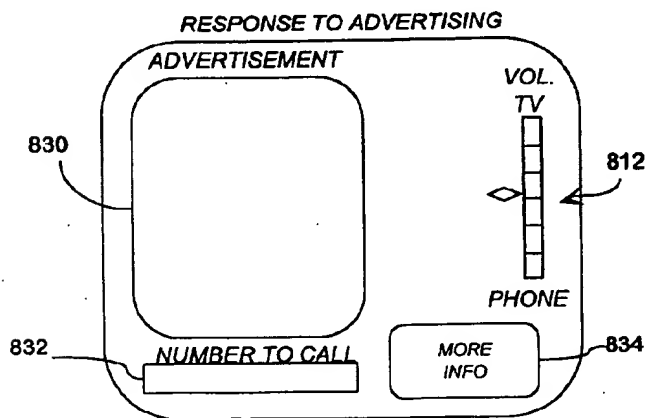 RESPONSE TO ADVERTISING
ADVERTISEMENT
VOL.
TV
830
812
PHONE
832
NUMBER TO CALL
MORE
INFO
834